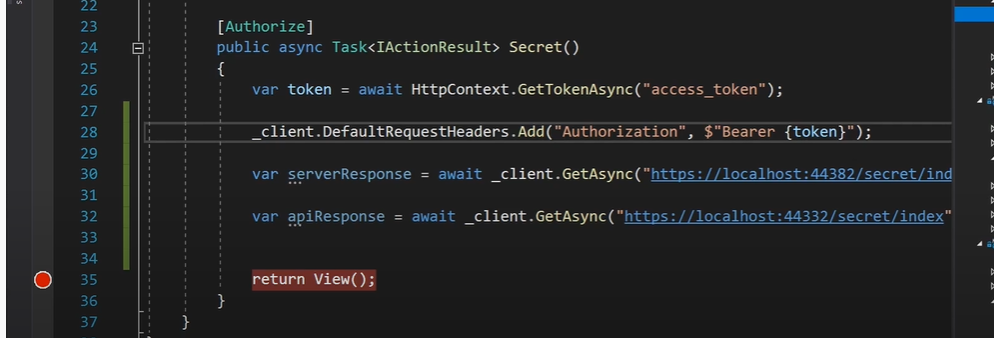 22
23 [Authorize]
24 public async Task<IActionResult> Secret()
25 {
26 var token = await HttpContext.GetTokenAsync("access_token");
27
28 _client.DefaultRequestHeaders.Add("Authorization", $"Bearer {token}");
29
30 var serverResponse = await _client.GetAsync("https://localhost:44382/secret/ind
31
32 var apiResponse = await _client.GetAsync("https://localhost:44332/secret/index"
33
34
35 return View();
36 }
37 }